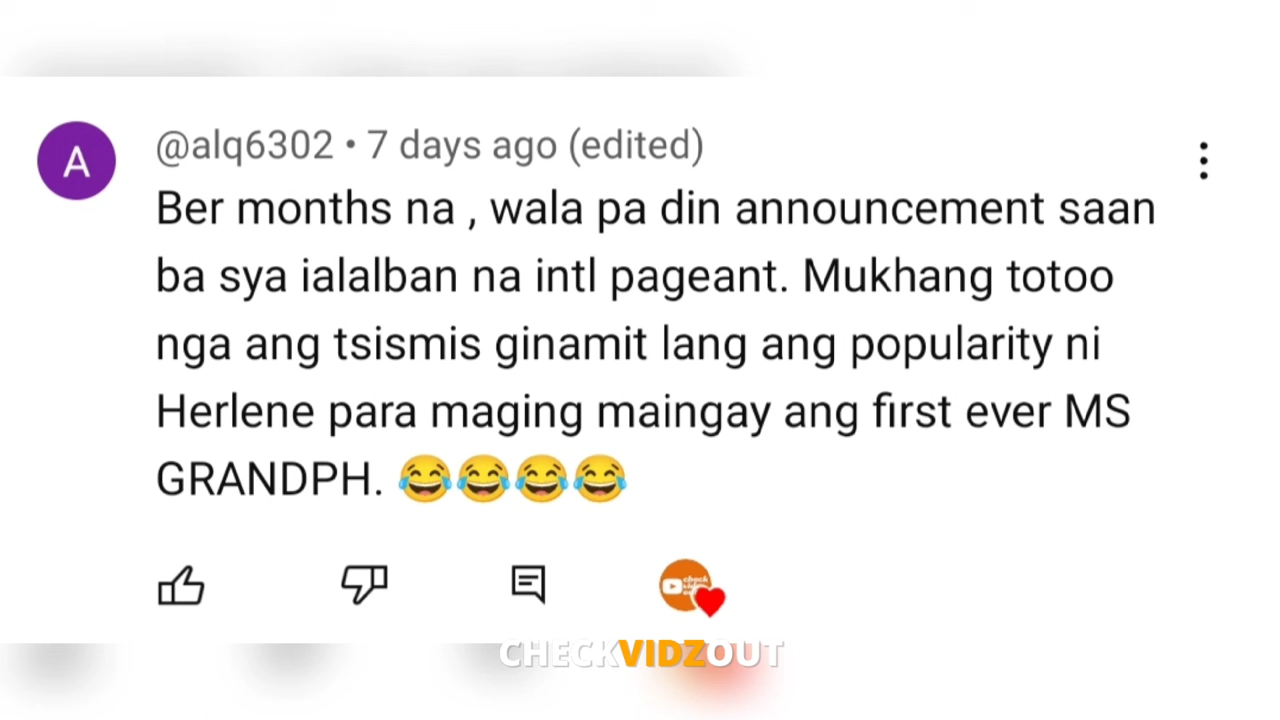 A
@alq6302 • 7 days ago (edited)
Ber months na , wala pa din announcement saan
ba sya ialalban na intl pageant. Mukhang totoo
nga ang tsismis ginamit lang ang popularity ni
Herlene para maging maingay ang first ever MS
GRANDPH. 😂😂😂😂
CHECKVIDZOUT